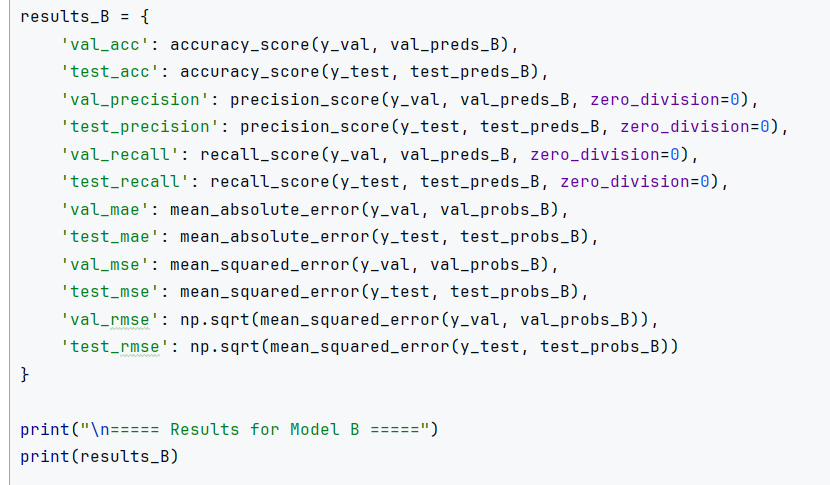 results_B = {
    'val_acc': accuracy_score(y_val, val_preds_B),
    'test_acc': accuracy_score(y_test, test_preds_B),
    'val_precision': precision_score(y_val, val_preds_B, zero_division=0),
    'test_precision': precision_score(y_test, test_preds_B, zero_division=0),
    'val_recall': recall_score(y_val, val_preds_B, zero_division=0),
    'test_recall': recall_score(y_test, test_preds_B, zero_division=0),
    'val_mae': mean_absolute_error(y_val, val_probs_B),
    'test_mae': mean_absolute_error(y_test, test_probs_B),
    'val_mse': mean_squared_error(y_val, val_probs_B),
    'test_mse': mean_squared_error(y_test, test_probs_B),
    'val_rmse': np.sqrt(mean_squared_error(y_val, val_probs_B)),
    'test_rmse': np.sqrt(mean_squared_error(y_test, test_probs_B))
}
print("\n===== Results for Model B =====")
print(results_B)